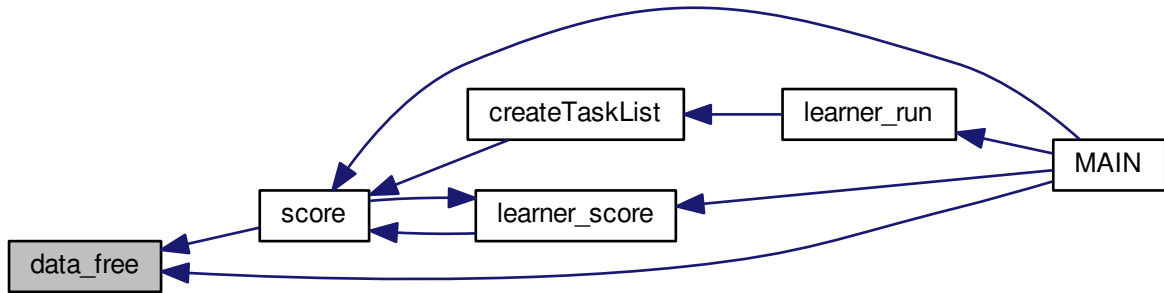 createTaskList
learner_run
MAIN
score
learner_score
data_free